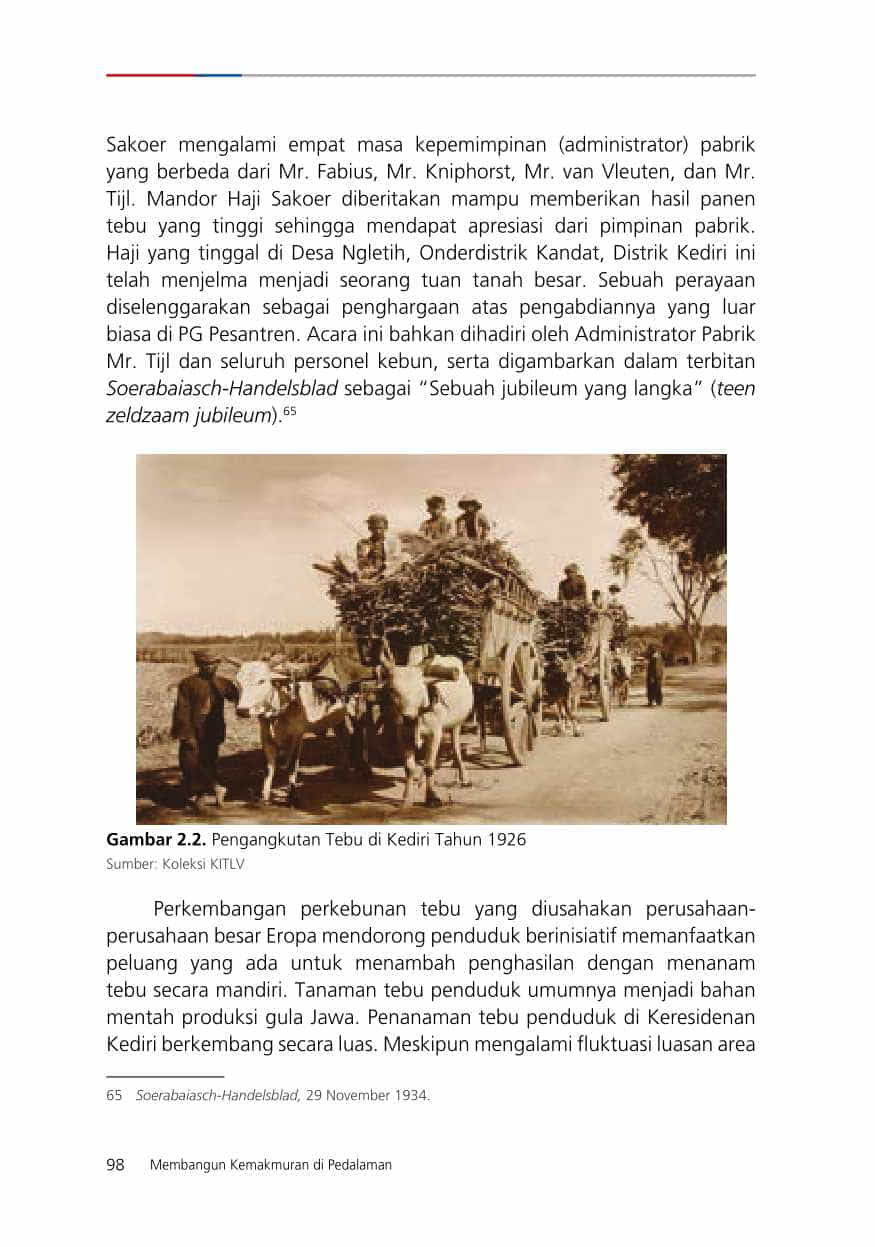 Sakoer mengalami empat masa kepemimpinan (administrator) pabrik
yang berbeda dari Mr. Fabius, Mr. Kniphorst, Mr. van Vleuten, dan Mr.
Tijl. Mandor Haji Sakoer diberitakan mampu memberikan hasil panen
tebu yang tinggi sehingga mendapat apresiasi dari pimpinan pabrik.
Haji yang tinggal di Desa Ngletih, Onderdistrik Kandat, Distrik Kediri ini
telah menjelma menjadi seorang tuan tanah besar. Sebuah perayaan
diselenggarakan sebagai penghargaan atas pengabdiannya yang luar
biasa di PG Pesantren. Acara ini bahkan dihadiri oleh Administrator Pabrik
Mr. Tijl dan seluruh personel kebun, serta digambarkan dalam terbitan
Soerabaiasch-Handelsblad sebagai “Sebuah jubileum yang langka” (teen
zeldzaam jubileum).65
Gambar 2.2. Pengangkutan Tebu di Kediri Tahun 1926
Sumber: Koleksi KITLV
Perkembangan perkebunan tebu yang diusahakan perusahaan-
perusahaan besar Eropa mendorong penduduk berinisiatif memanfaatkan
peluang yang ada untuk menambah penghasilan dengan menanam
tebu secara mandiri. Tanaman tebu penduduk umumnya menjadi bahan
mentah produksi gula Jawa. Penanaman tebu penduduk di Keresidenan
Kediri berkembang secara luas. Meskipun mengalami fluktuasi luasan area
65 Soerabaiasch-Handelsblad, 29 November 1934.
98 Membangun Kemakmuran di Pedalaman